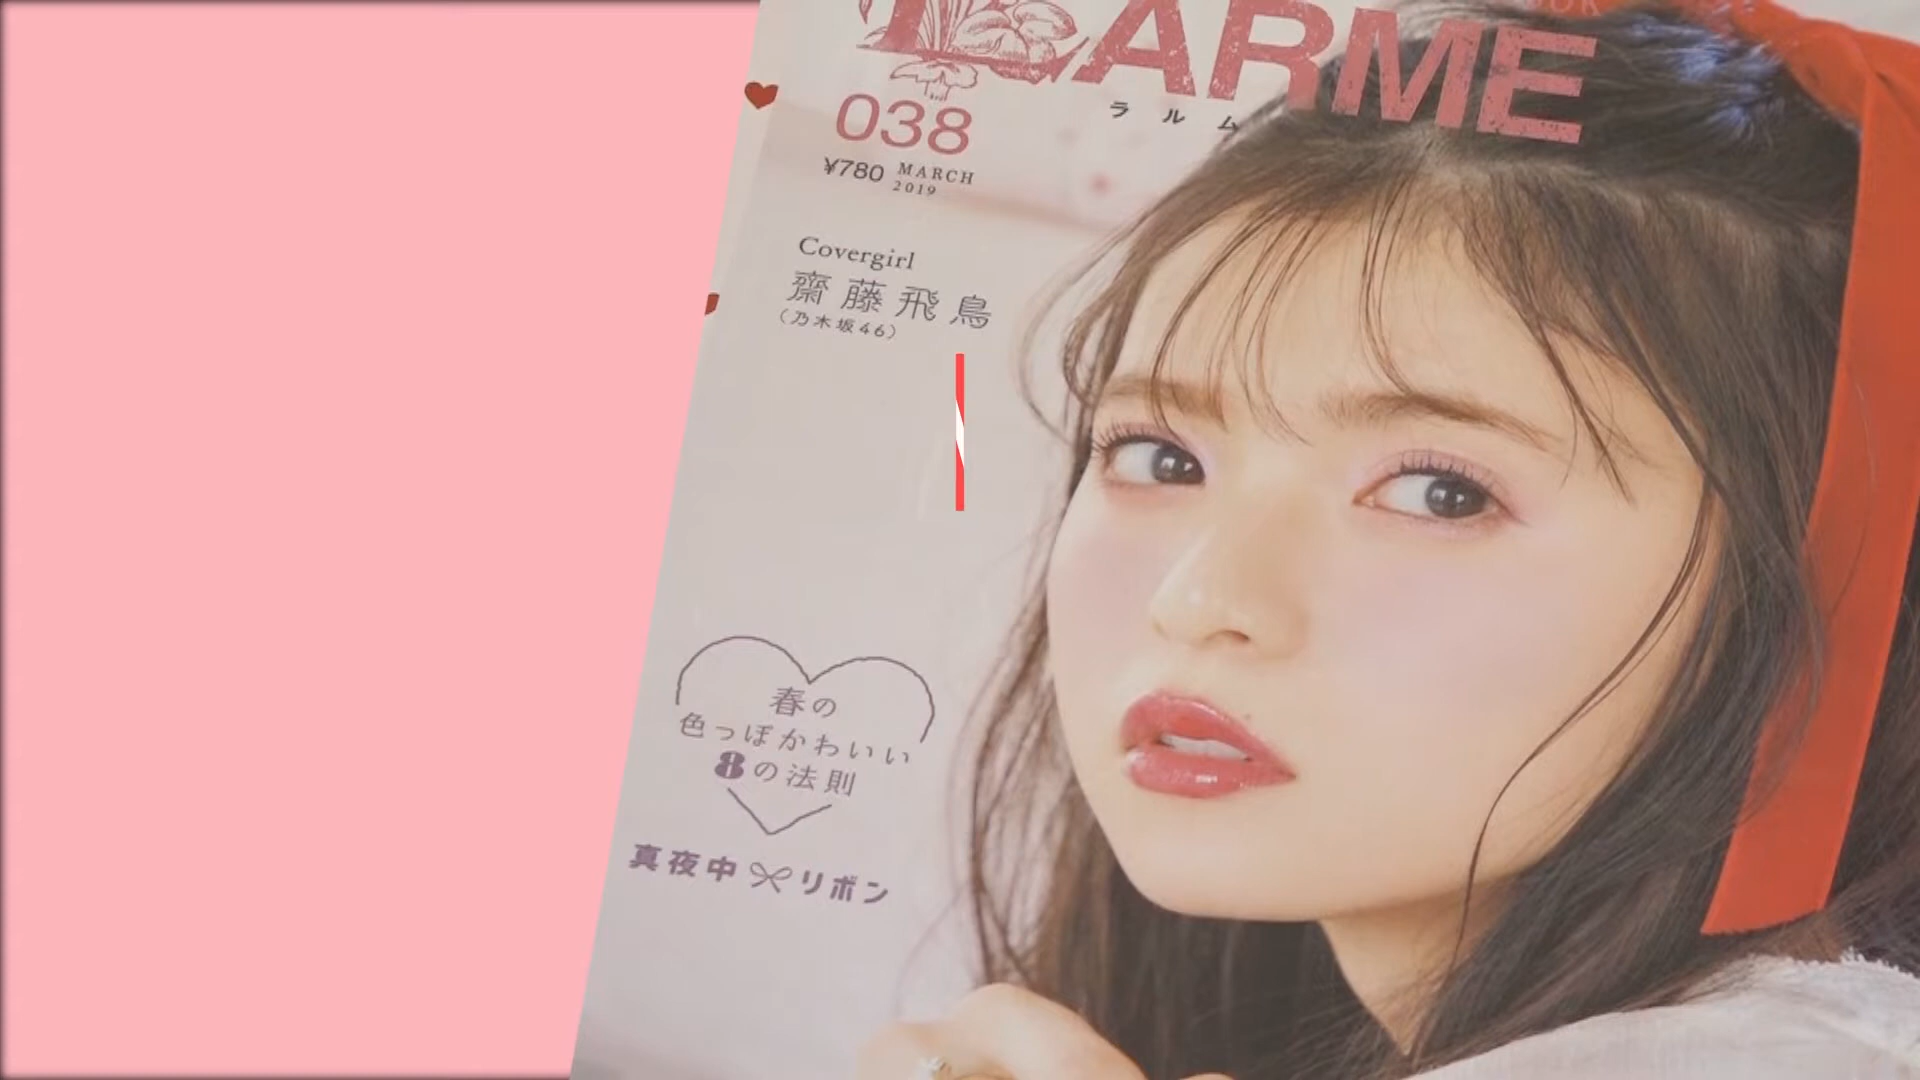 LARME
ラルム
038
¥780 MARCH
2019
Covergirl
齋藤飛鳥
(乃木坂46)
春の
色っぽかわいい
8の法則
真夜中リボン